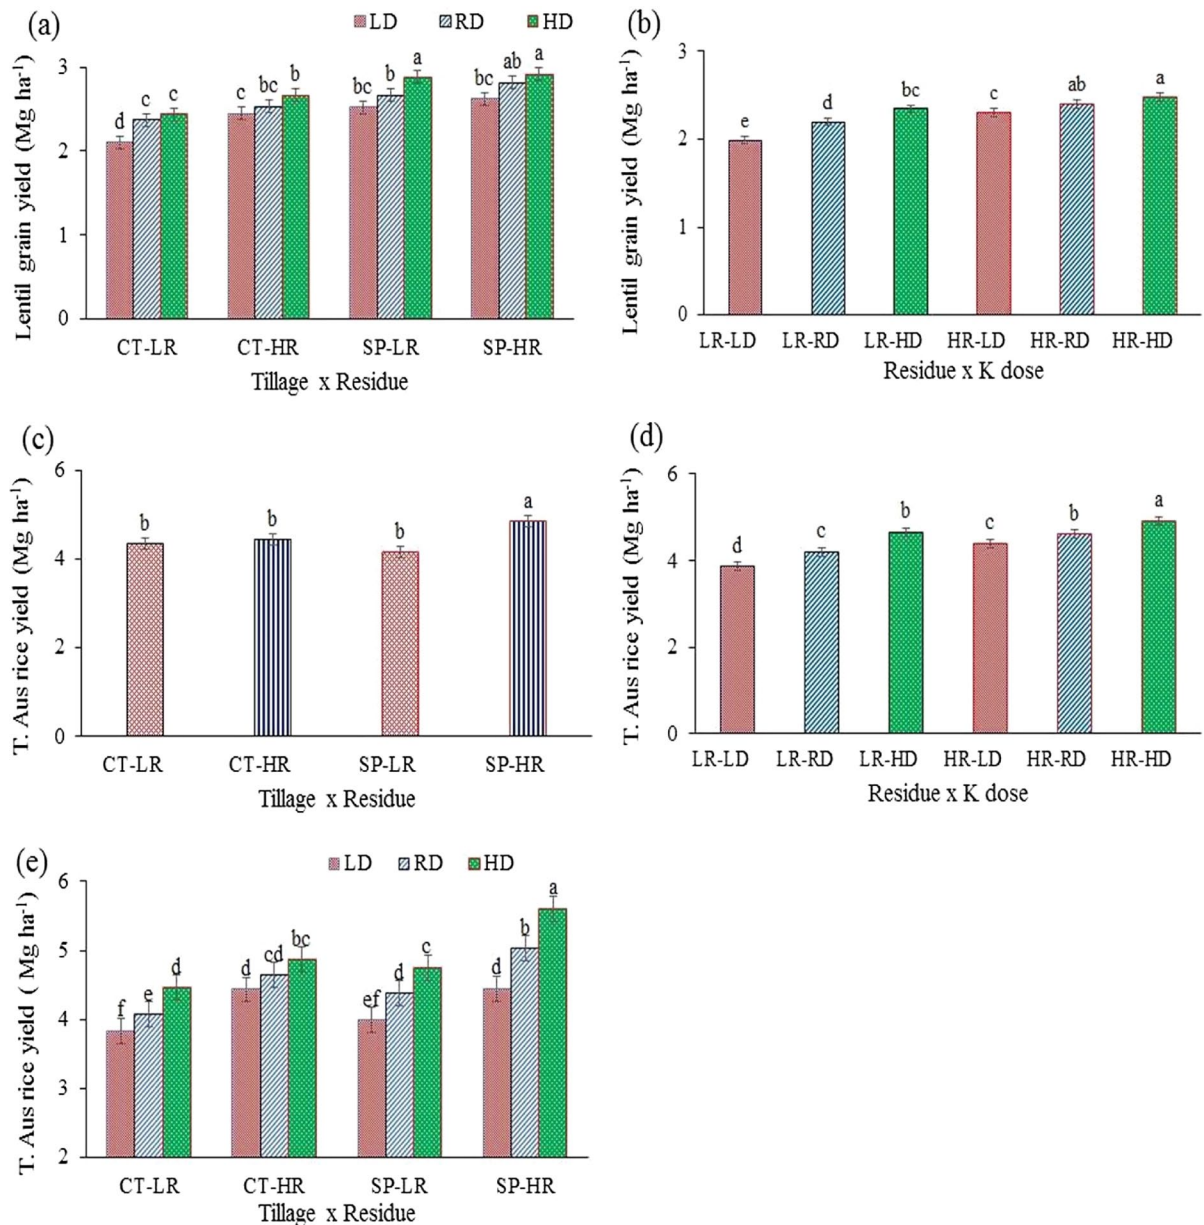 (a)
LD RD HD
Lentil grain yield (Mg ha⁻¹)
3
2
1
0
d c c
c bc b
bc b a
bc ab a
CT-LR CT-HR SP-LR SP-HR
Tillage x Residue
(b)
Lentil grain yield (Mg ha⁻¹)
3
2
1
0
e d bc c ab a
LR-LD LR-RD LR-HD HR-LD HR-RD HR-HD
Residue x K dose
(c)
T. Aus rice yield (Mg ha⁻¹)
6
4
2
0
b b b a
CT-LR CT-HR SP-LR SP-HR
Tillage x Residue
(d)
T. Aus rice yield (Mg ha⁻¹)
6
4
2
0
d c b c b a
LR-LD LR-RD LR-HD HR-LD HR-RD HR-HD
Residue x K dose
(e)
LD RD HD
T. Aus rice yield ( Mg ha⁻¹)
6
5
4
3
2
f e d
d cd bc
ef d c
d b a
CT-LR CT-HR SP-LR SP-HR
Tillage x Residue